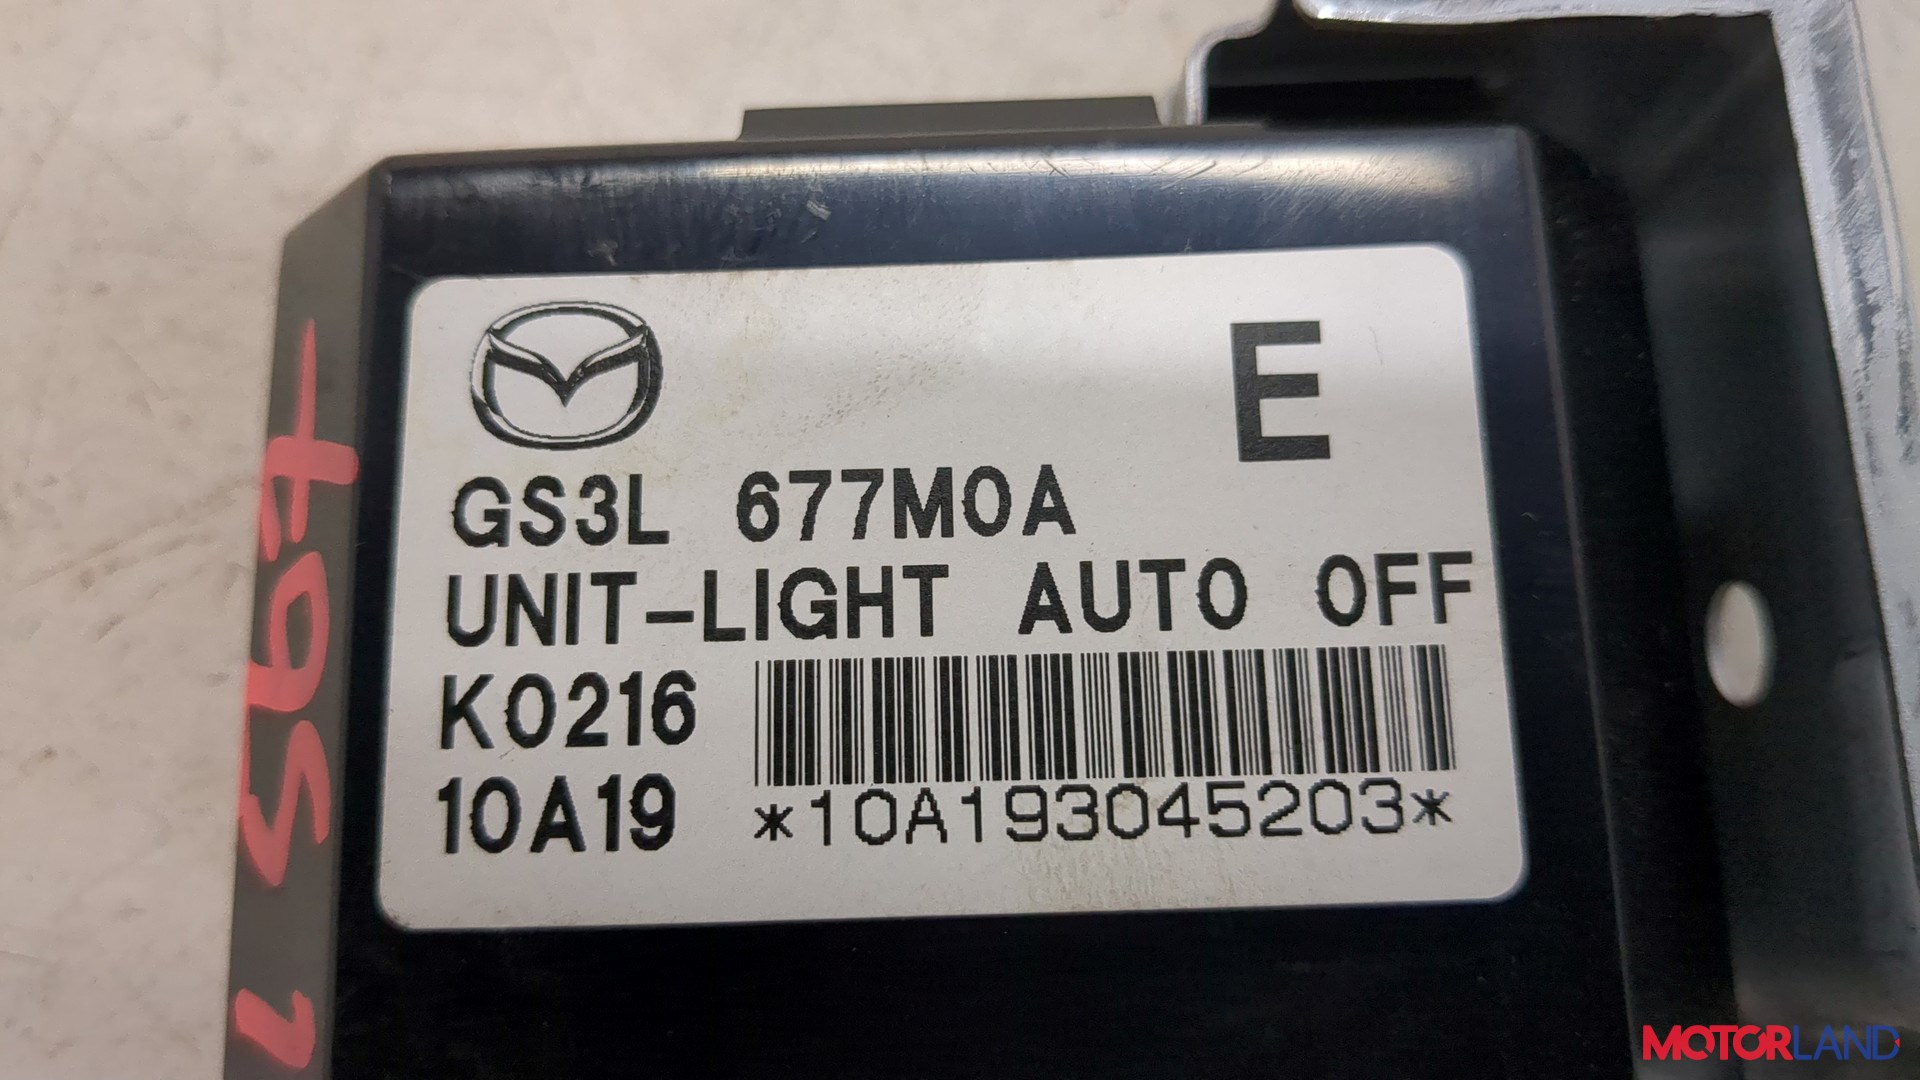 E
GS3L 677M0A
UNIT-LIGHT AUTO OFF
K0216
10A19 *10A193045203*
MOTORLAND